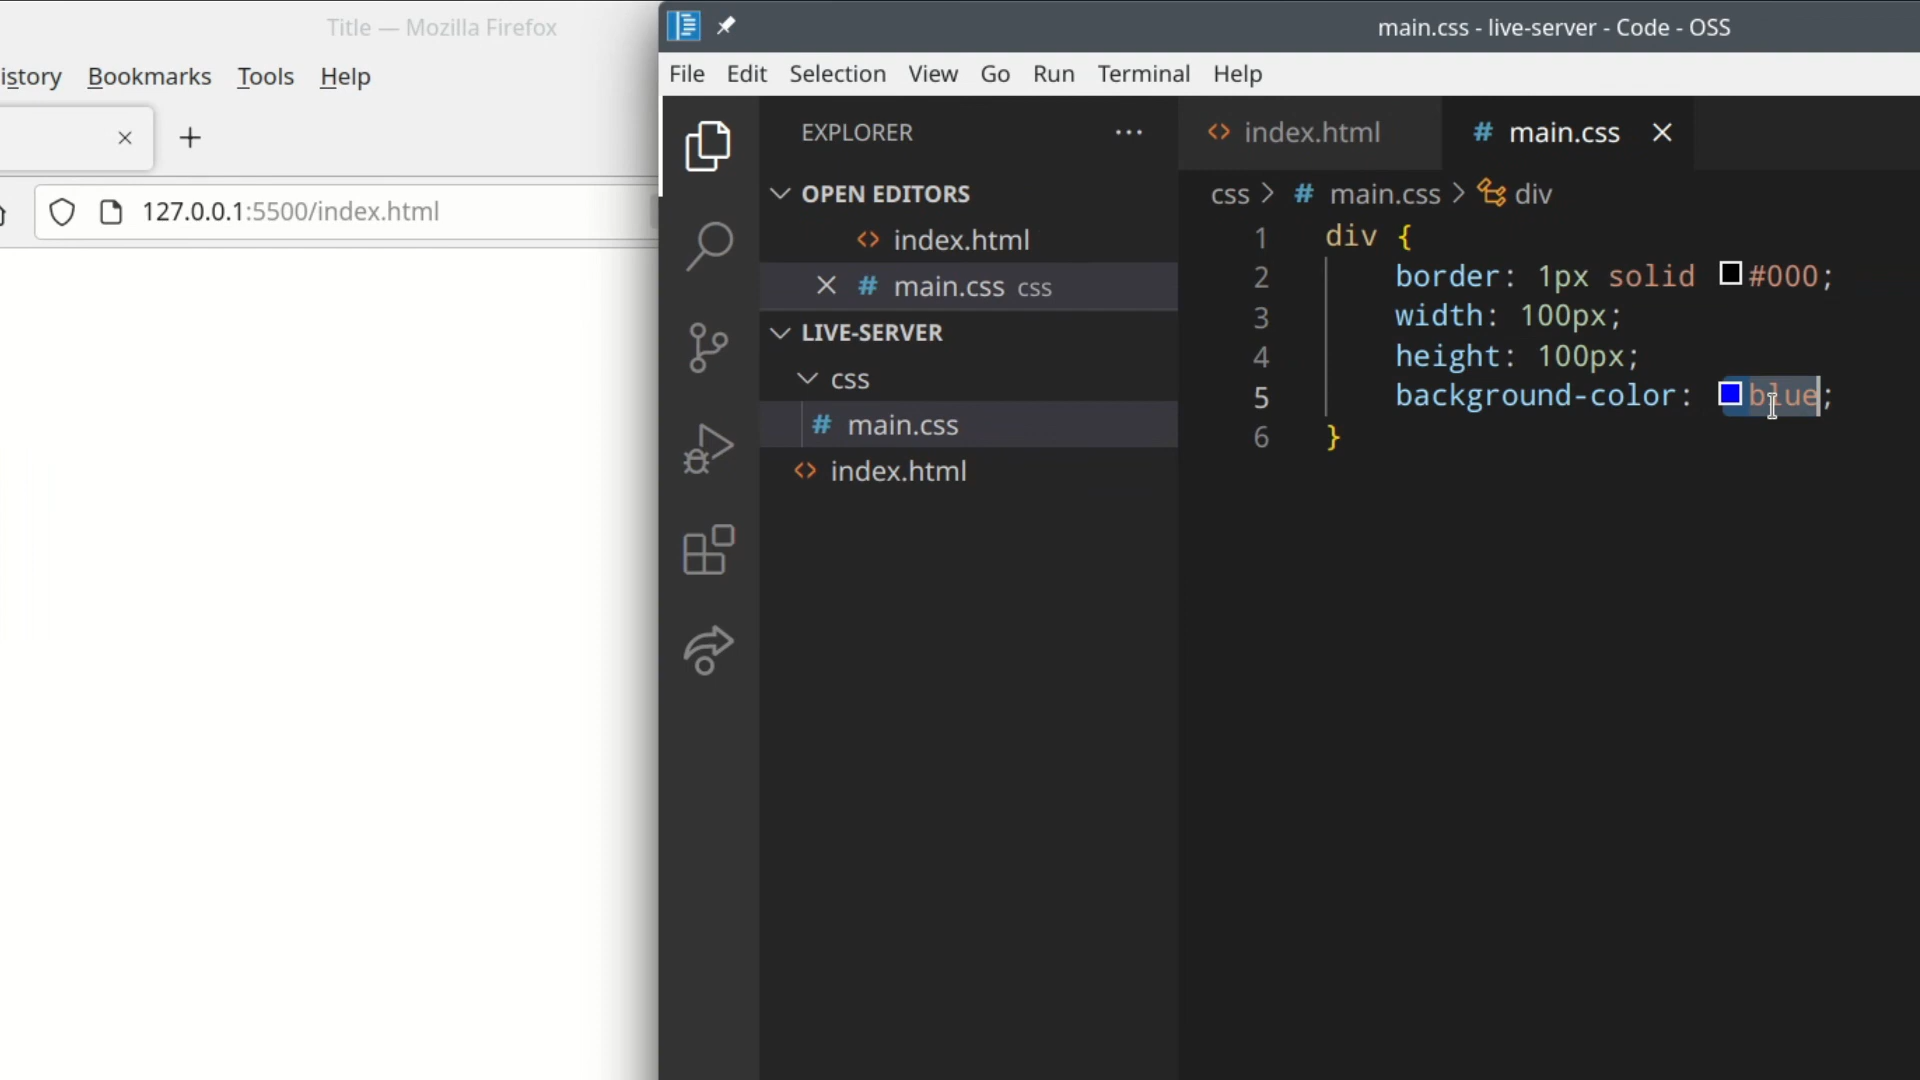 Title — Mozilla Firefox
istory Bookmarks Tools Help
127.0.0.1:5500/index.html
main.css - live-server - Code - OSS
File Edit Selection View Go Run Terminal Help
EXPLORER
OPEN EDITORS
<> index.html
# main.css css
LIVE-SERVER
css
# main.css
<> index.html
<> index.html
# main.css
css > # main.css > div
1 div {
2 border: 1px solid #000;
3 width: 100px;
4 height: 100px;
5 background-color: blue;
6 }